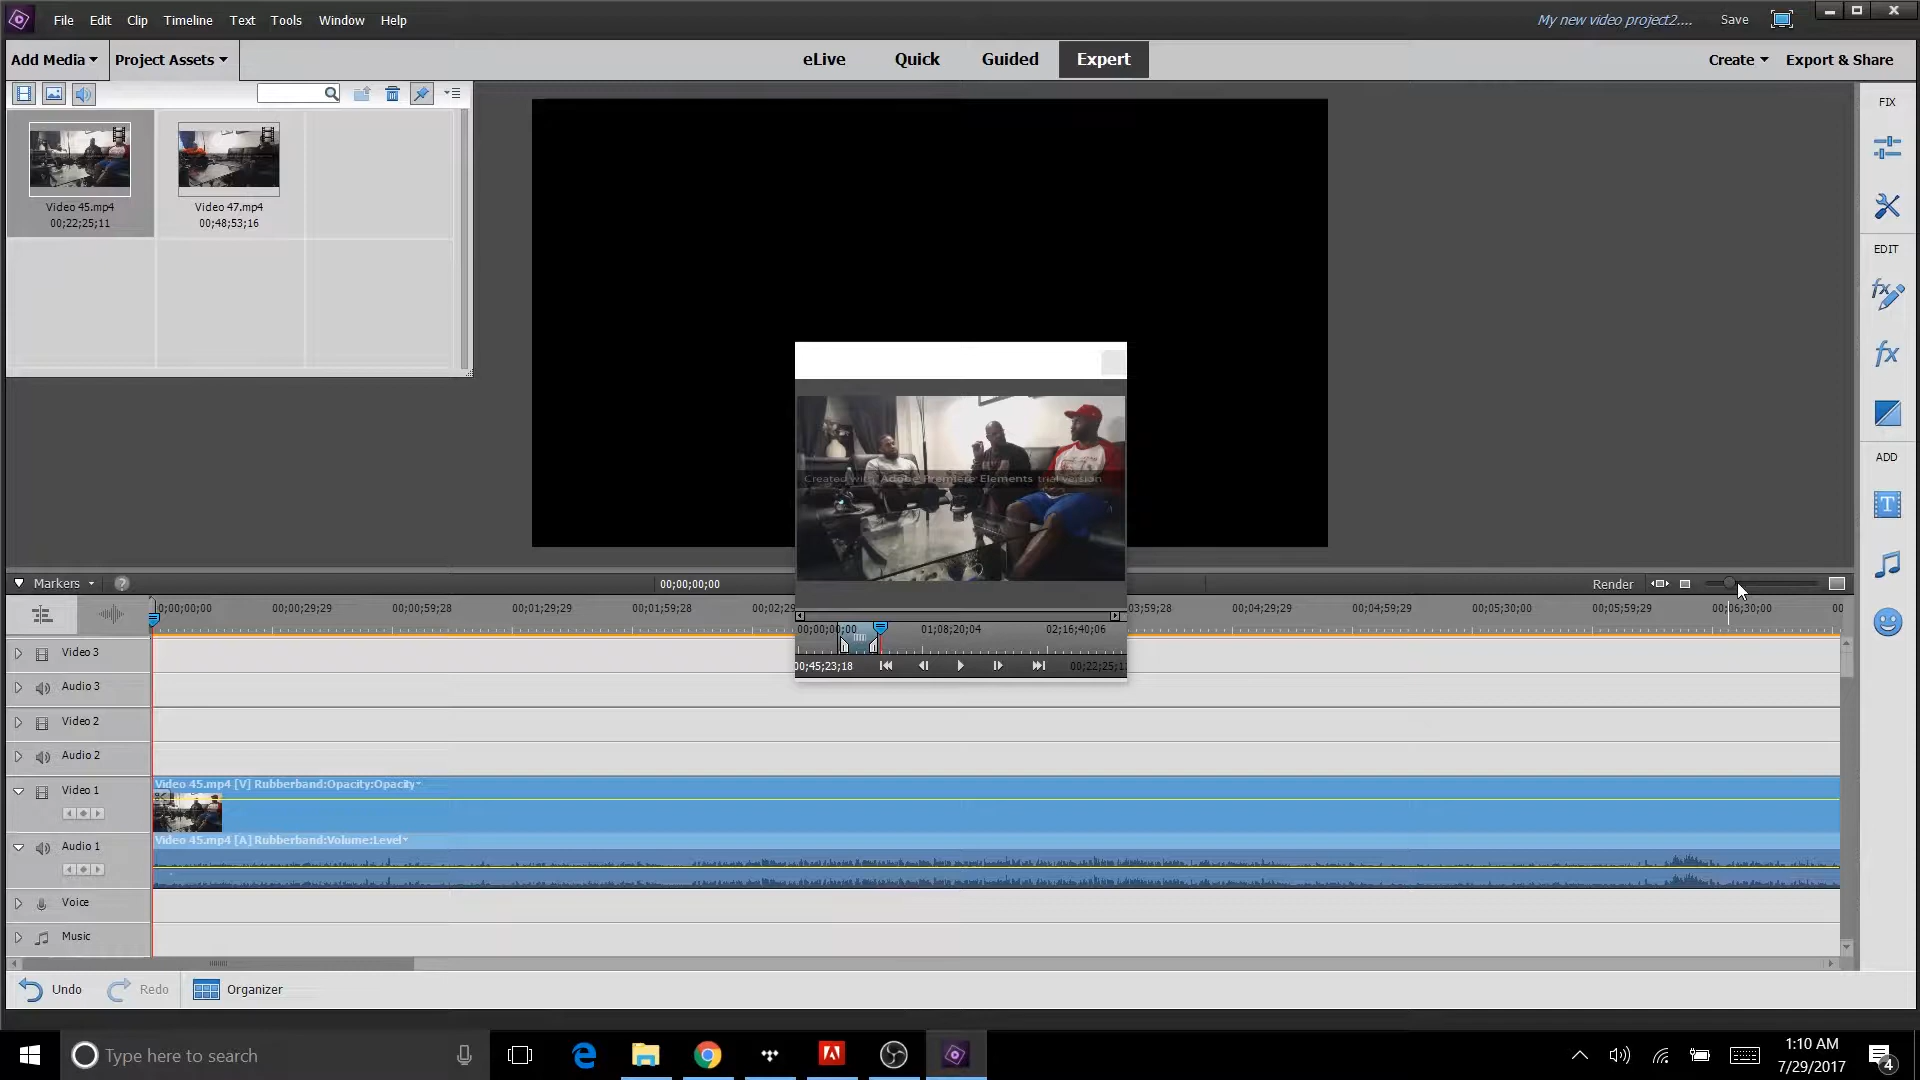 File Edit Clip Timeline Text Tools Window Help
My new video project2.... Save
Add Media Project Assets
eLive Quick Guided Expert
Create Export & Share
FIX
Video 45.mp4 Video 47.mp4
00;22;25;11 00;48;53;16
EDIT
fx
fx
ADD
T
Created with Adobe Premiere Elements trial version
Markers ? 00;00;00;00 Render
0;00;00;00 00;00;29;29 00;00;59;28 00;01;29;29 00;01;59;28 00;02;29 03;59;28 00;04;29;29 00;04;59;29 00;05;30;00 00;05;59;29 00;06;30;00 00
00;00;00;00 01;08;20;04 02;16;40;06
00;45;23;18 00;22;25;1
Video 3
Audio 3
Video 2
Audio 2
Video 1
Video 45.mp4 [V] Rubberband:Opacity:Opacity
Audio 1
Video 45.mp4 [A] Rubberband:Volume:Level
Voice
Music
Undo Redo Organizer
Type here to search
1:10 AM
7/29/2017
4